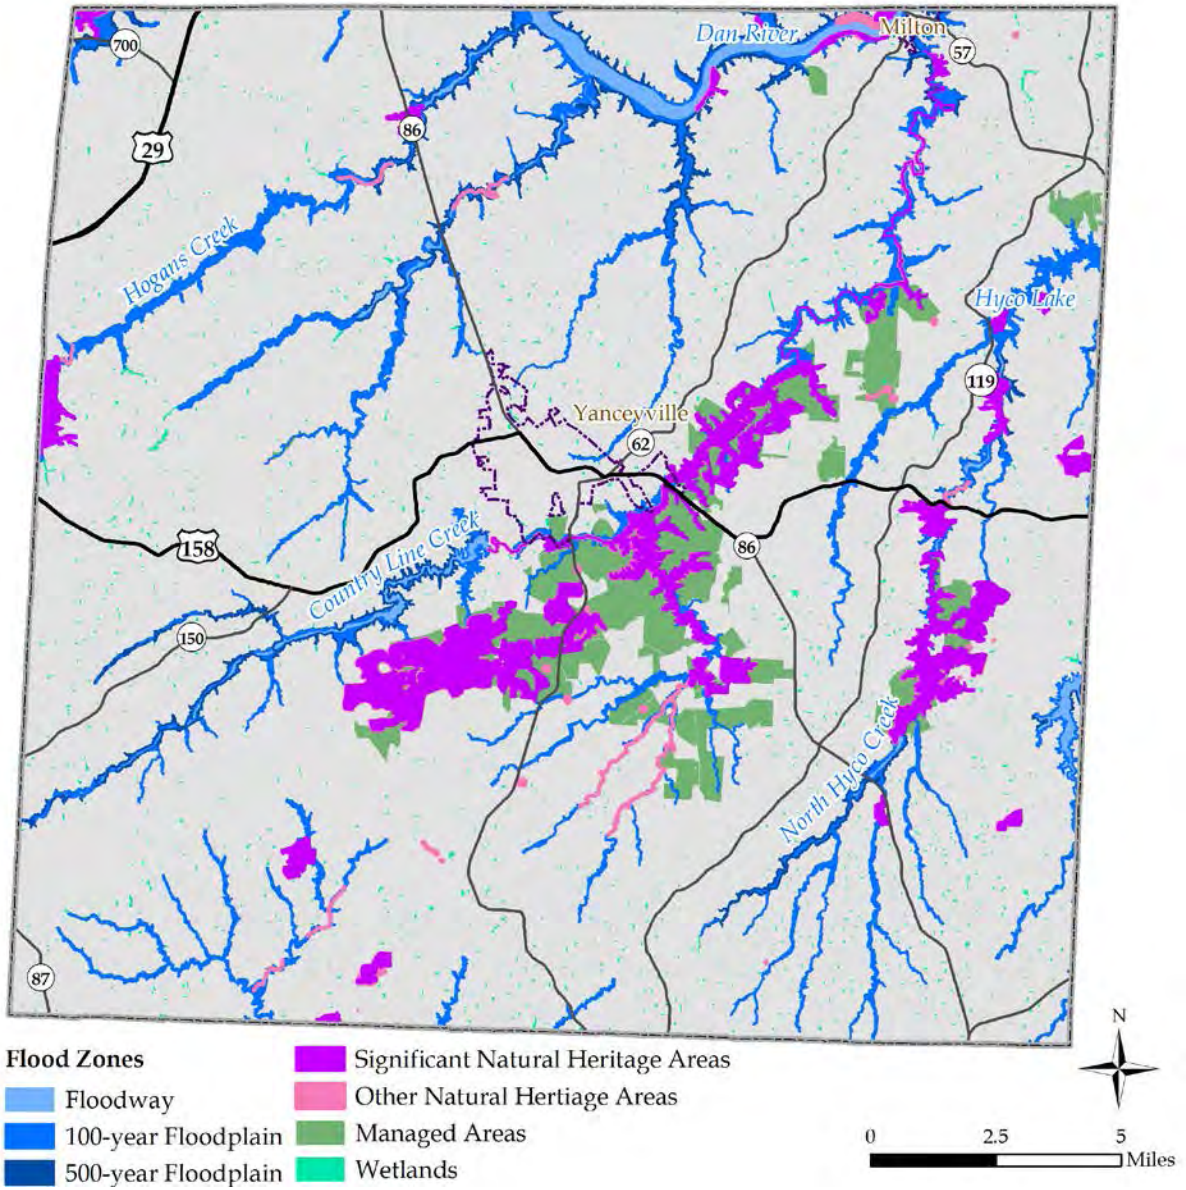 Dan River
Milton
700
57
29
86
Hogans Creek
Hyco Lake
119
Yanceyville
62
158
Country Line Creek
86
150
North Hyco Creek
87
N
Flood Zones
Floodway
100-year Floodplain
500-year Floodplain
Significant Natural Heritage Areas
Other Natural Hertiage Areas
Managed Areas
Wetlands
0 2.5 5
Miles